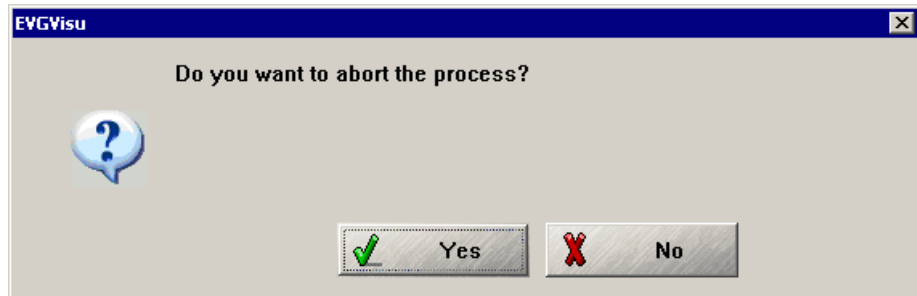 EVGVisu
Do you want to abort the process?
Yes
No